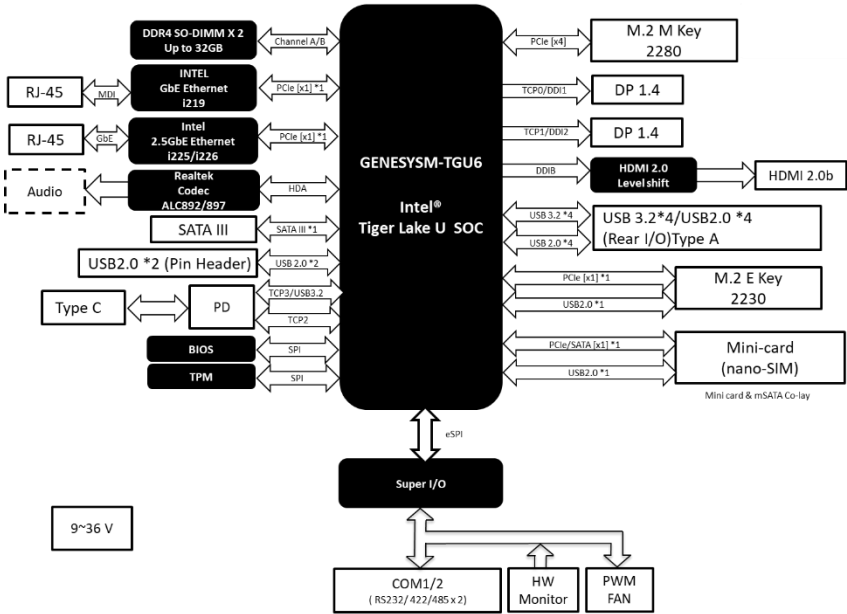 DDR4 SO-DIMM X 2
Up to 32GB
Channel A/B
PCIe [x4]
M.2 M Key
2280
RJ-45
MDI
INTEL
GbE Ethernet
i219
PCIe [x1] *1
TCP0/DDI1
DP 1.4
RJ-45
GbE
Intel
2.5GbE Ethernet
i225/i226
PCIe [x1] *1
TCP1/DDI2
DP 1.4
GENESYSM-TGU6
Intel®
Tiger Lake U SOC
Audio
Realtek
Codec
ALC892/897
HDA
DDIB
HDMI 2.0
Level shift
HDMI 2.0b
SATA III
SATA III *1
USB 3.2 *4
USB 2.0 *4
USB 3.2*4/USB2.0 *4
(Rear I/O)Type A
USB2.0 *2 (Pin Header)
USB 2.0 *2
Type C
PD
TCP3/USB3.2
TCP2
PCIe [x1] *1
USB2.0 *1
M.2 E Key
2230
BIOS
SPI
TPM
SPI
PCIe/SATA [x1] *1
USB2.0 *1
Mini-card
(nano-SIM)
Mini card & mSATA Co-lay
eSPI
Super I/O
9~36 V
COM1/2
( RS232/ 422/485 x 2)
HW
Monitor
PWM
FAN